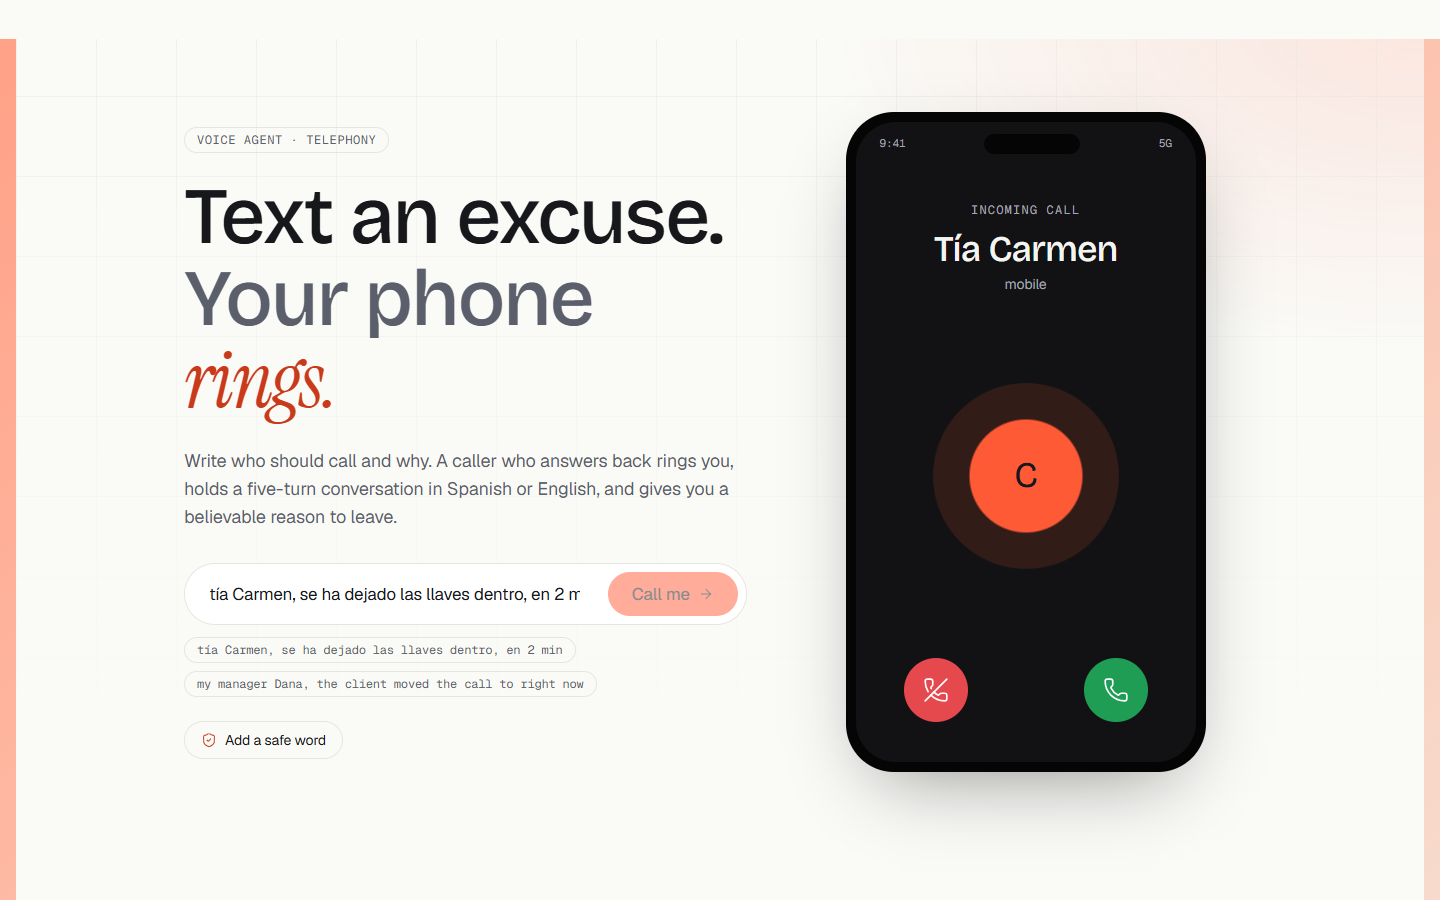 VOICE AGENT · TELEPHONY
Text an excuse.
Your phone
rings.
Write who should call and why. A caller who answers back rings you,
holds a five-turn conversation in Spanish or English, and gives you a
believable reason to leave.
tía Carmen, se ha dejado las llaves dentro, en 2 m
Call me →
tía Carmen, se ha dejado las llaves dentro, en 2 min
my manager Dana, the client moved the call to right now
Add a safe word
9:41
5G
INCOMING CALL
Tía Carmen
mobile
C